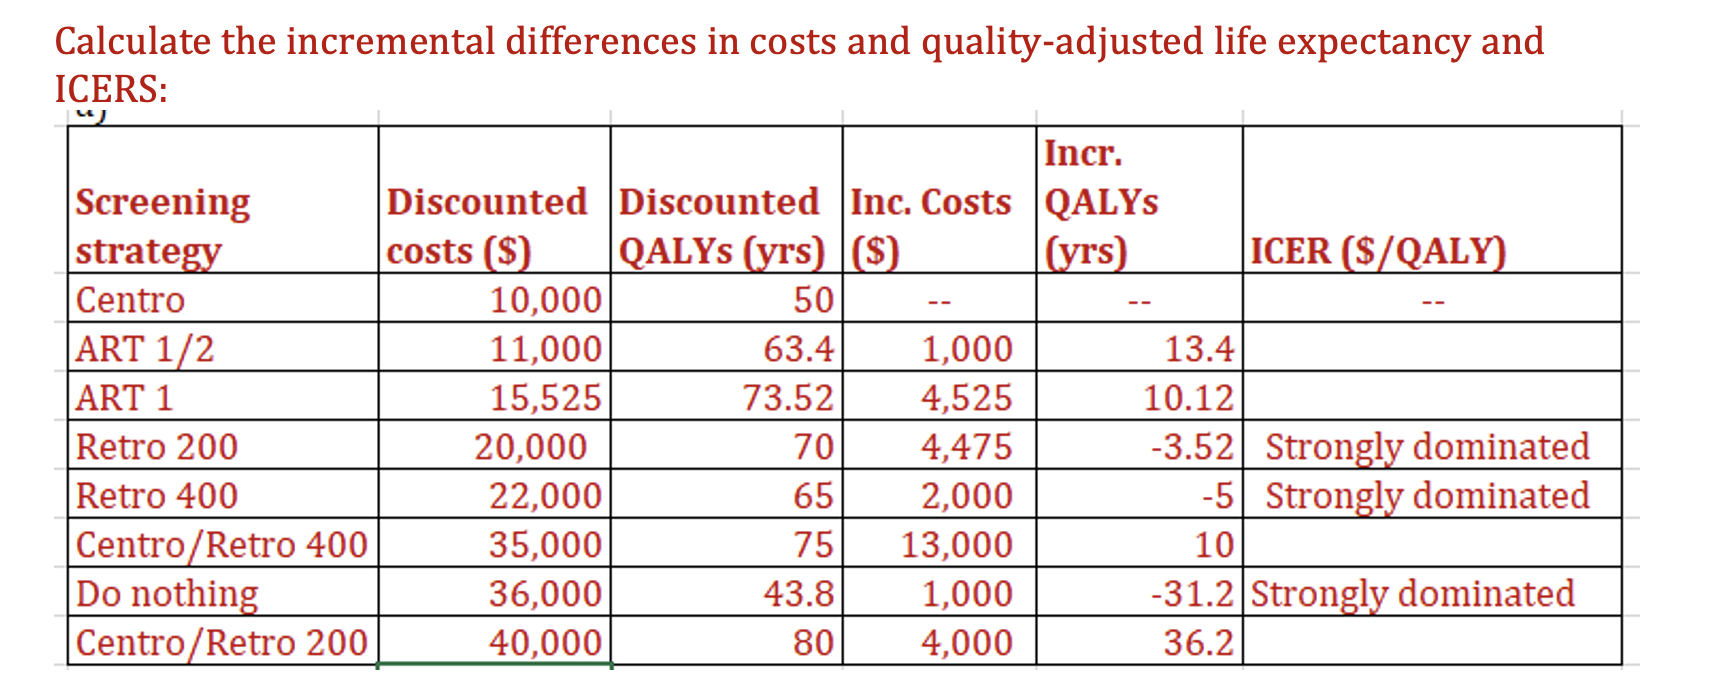 Calculate the incremental differences in costs and quality-adjusted life expectancy and
ICERS:
Screening strategy | Discounted costs ($) | Discounted QALYs (yrs) | Inc. Costs ($) | Incr. QALYs (yrs) | ICER ($/QALY)
Centro | 10,000 | 50 | -- | -- | --
ART 1/2 | 11,000 | 63.4 | 1,000 | 13.4 |
ART 1 | 15,525 | 73.52 | 4,525 | 10.12 |
Retro 200 | 20,000 | 70 | 4,475 | -3.52 | Strongly dominated
Retro 400 | 22,000 | 65 | 2,000 | -5 | Strongly dominated
Centro/Retro 400 | 35,000 | 75 | 13,000 | 10 |
Do nothing | 36,000 | 43.8 | 1,000 | -31.2 | Strongly dominated
Centro/Retro 200 | 40,000 | 80 | 4,000 | 36.2 |